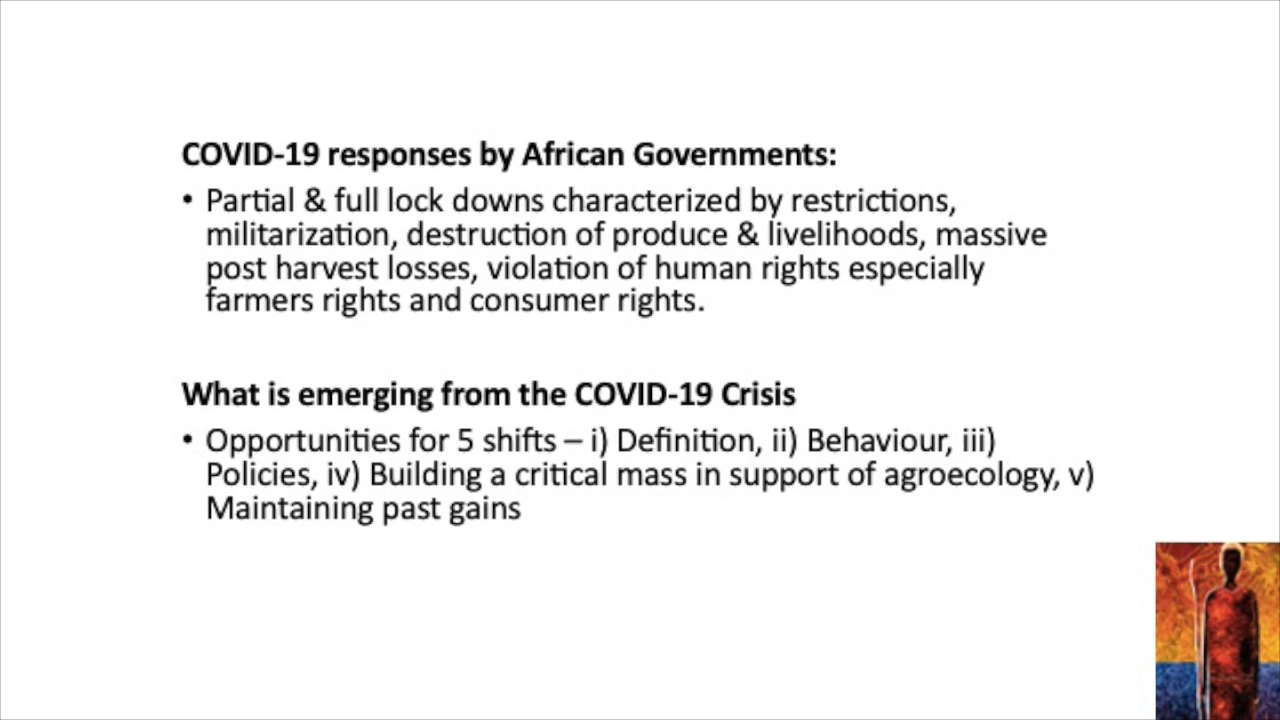 COVID-19 responses by African Governments:
• Partial & full lock downs characterized by restrictions,
militarization, destruction of produce & livelihoods, massive
post harvest losses, violation of human rights especially
farmers rights and consumer rights.
What is emerging from the COVID-19 Crisis
• Opportunities for 5 shifts – i) Definition, ii) Behaviour, iii)
Policies, iv) Building a critical mass in support of agroecology, v)
Maintaining past gains